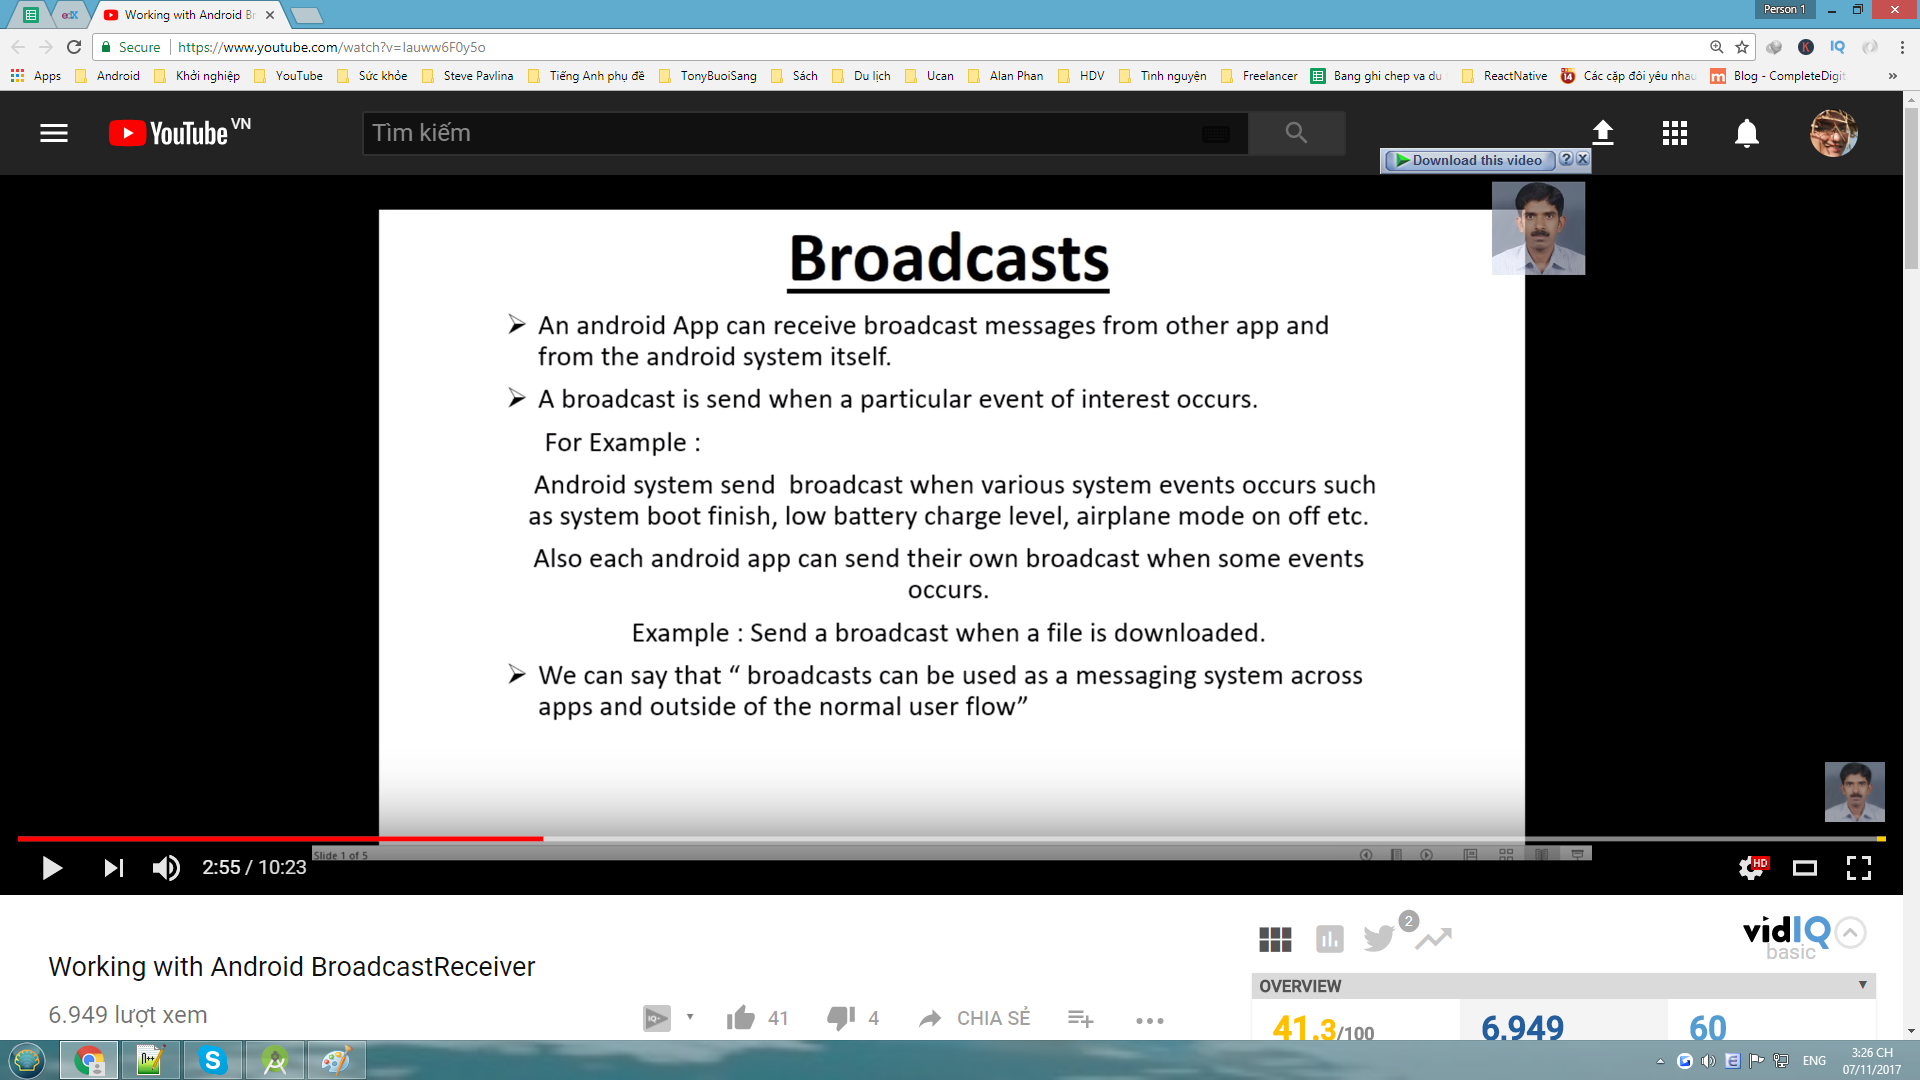 Working with Android Br
Person 1
Secure
https://www.youtube.com/watch?v=Iauww6F0y5o
Apps Android Khởi nghiệp YouTube Sức khỏe Steve Pavlina Tiếng Anh phụ đề TonyBuoiSang Sách Du lịch Ucan Alan Phan HDV Tình nguyện Freelancer Bang ghi chep va du ReactNative Các cặp đôi yêu nhau Blog - CompleteDigit »
YouTube VN
Tìm kiếm
Download this video
Broadcasts
➢ An android App can receive broadcast messages from other app and
from the android system itself.
➢ A broadcast is send when a particular event of interest occurs.
For Example :
Android system send broadcast when various system events occurs such
as system boot finish, low battery charge level, airplane mode on off etc.
Also each android app can send their own broadcast when some events
occurs.
Example : Send a broadcast when a file is downloaded.
➢ We can say that “ broadcasts can be used as a messaging system across
apps and outside of the normal user flow”
Slide 1 of 5
2:55 / 10:23
HD
2
vidIQ
basic
Working with Android BroadcastReceiver
OVERVIEW
6.949 lượt xem
IQ+
41
4
CHIA SẺ
41.3/100
6,949
60
ENG
3:26 CH
07/11/2017